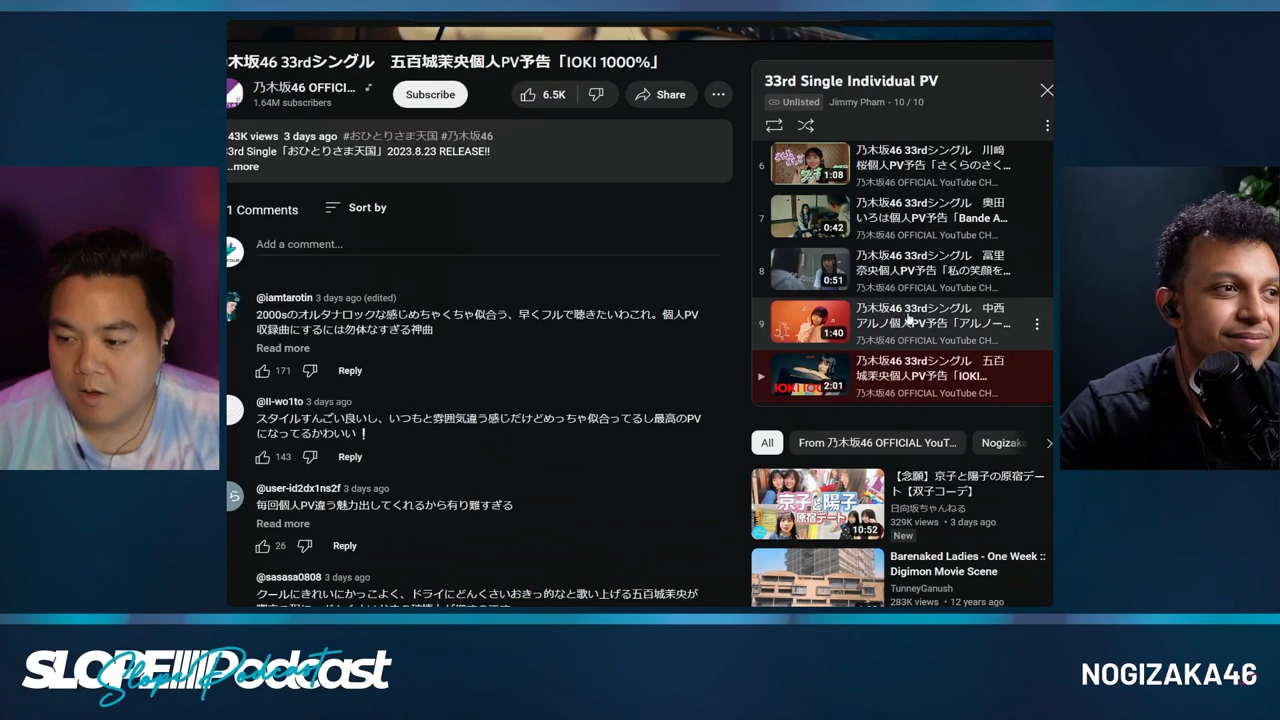 木坂46 33rdシングル 五百城茉央個人PV予告「IOKI 1000%」
乃木坂46 OFFICI...
1.64M subscribers
Subscribe
6.5K
Share
43K views 3 days ago #おひとりさま天国 #乃木坂46
33rd Single「おひとりさま天国」2023.8.23 RELEASE!!
...more
1 Comments
Sort by
Add a comment...
@iamtarotin 3 days ago (edited)
2000sのオルタナロックな感じめちゃくちゃ似合う、早くフルで聴きたいわこれ。個人PV
収録曲にするには勿体なすぎる神曲
Read more
171
Reply
@II-wo1to 3 days ago
スタイルすんごい良いし、いつもと雰囲気違う感じだけどめっちゃ似合ってるし最高のPV
になってるかわいい！
143
Reply
ら
@user-id2dx1ns2f 3 days ago
毎回個人PV違う魅力出してくれるから有り難すぎる
Read more
26
Reply
@sasasa0808 3 days ago
クールにきれいにかっこよく、ドライにどんくさいおきっ的なと歌い上げる五百城茉央が
33rd Single Individual PV
Unlisted
Jimmy Pham - 10 / 10
6
1:08
乃木坂46 33rdシングル 川﨑
桜個人PV予告「さくらのさく...
乃木坂46 OFFICIAL YouTube CH...
7
0:42
乃木坂46 33rdシングル 奥田
いろは個人PV予告「Bande A...
乃木坂46 OFFICIAL YouTube CH...
8
0:51
乃木坂46 33rdシングル 冨里
奈央個人PV予告「私の笑顔を...
乃木坂46 OFFICIAL YouTube CH...
9
1:40
乃木坂46 33rdシングル 中西
アルノ個人PV予告「アルノー...
乃木坂46 OFFICIAL YouTube CH...
IOKI 100
2:01
乃木坂46 33rdシングル 五百
城茉央個人PV予告「IOKI...
乃木坂46 OFFICIAL YouTube CH...
All
From 乃木坂46 OFFICIAL YouT...
Nogizaka
京子と陽子の
原宿デート
10:52
【念願】京子と陽子の原宿デー
ト【双子コーデ】
日向坂ちゃんねる
329K views • 3 days ago
New
Barenaked Ladies - One Week ::
Digimon Movie Scene
TunneyGanush
283K views • 12 years ago
SLOPE Podcast
Slope Podcast
NOGIZAKA46